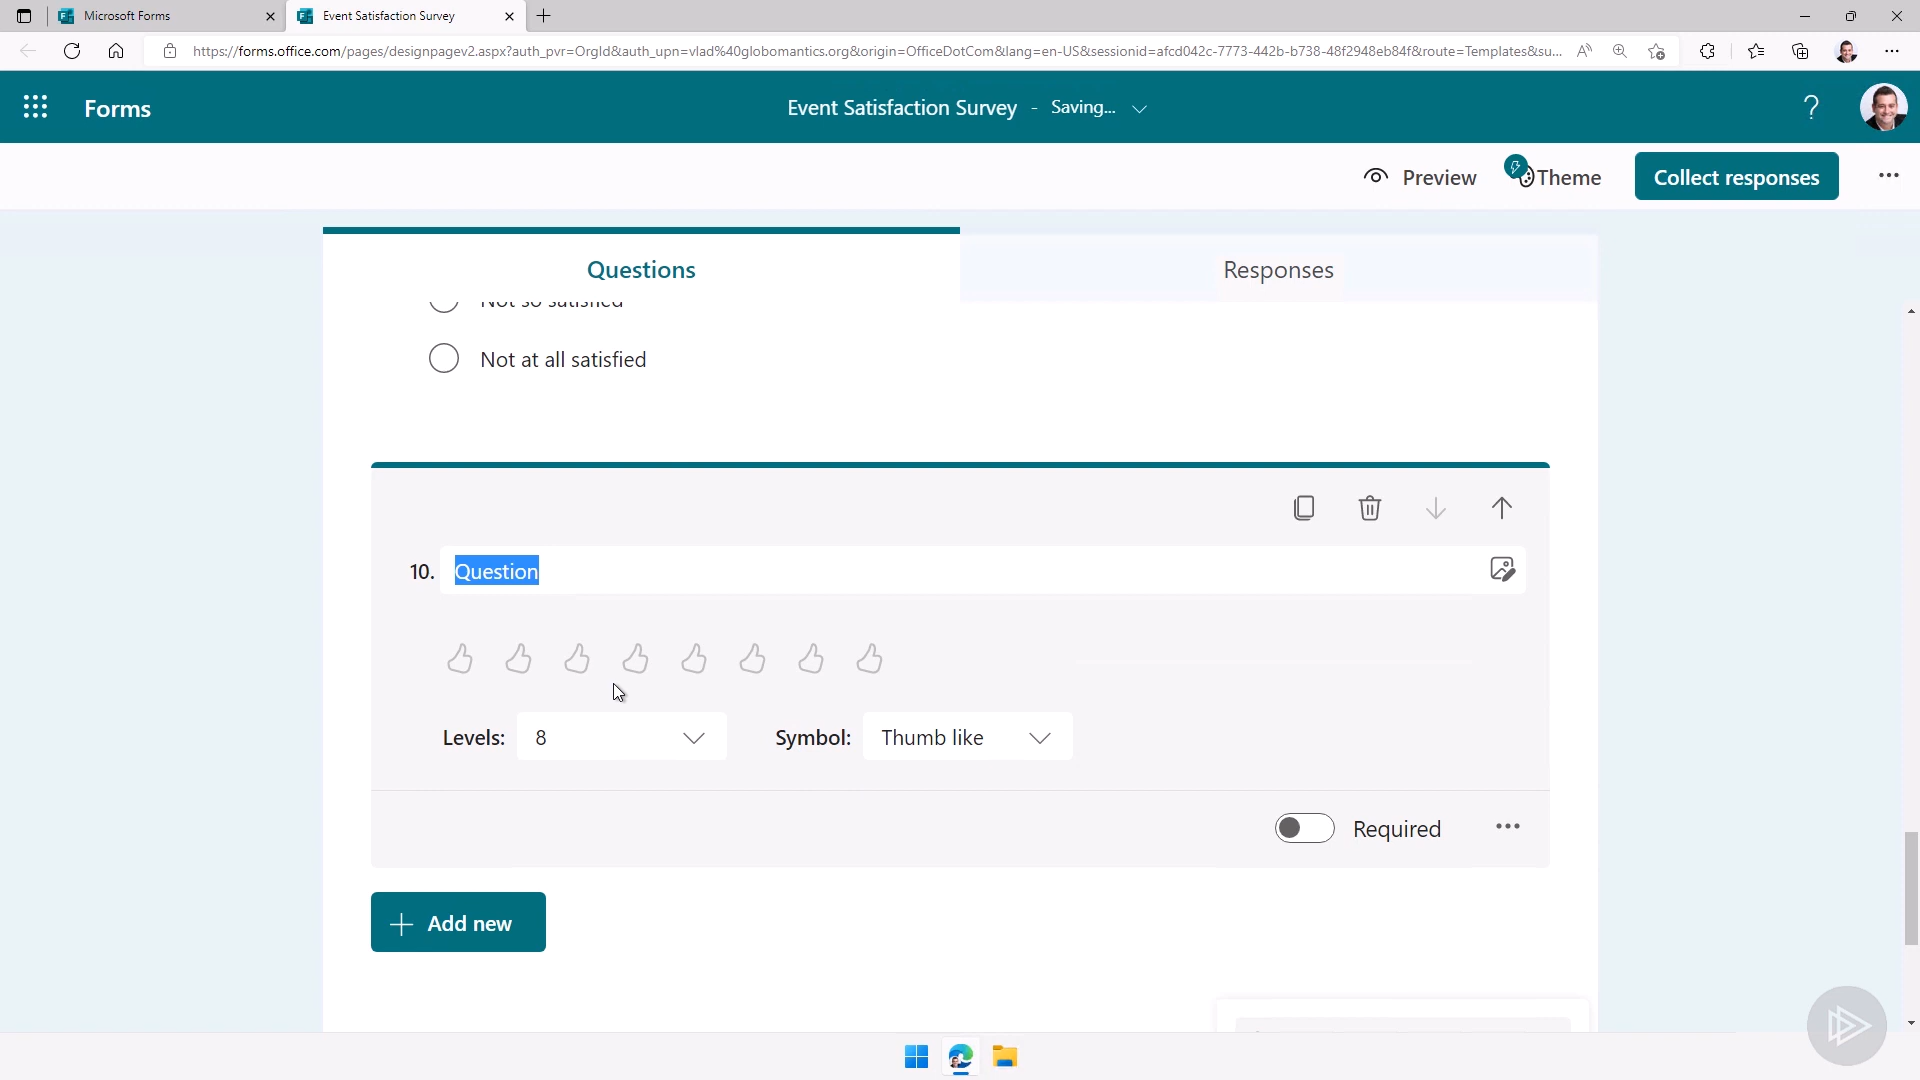 Microsoft Forms
Event Satisfaction Survey
https://forms.office.com/pages/designpagev2.aspx?auth_pvr=OrgId&auth_upn=vlad%40globomantics.org&origin=OfficeDotCom&lang=en-US&sessionid=afcd042c-7773-442b-b738-48f2948eb84f&route=Templates&su...
Forms
Event Satisfaction Survey - Saving...
Preview
Theme
Collect responses
Questions
Responses
Not so satisfied
Not at all satisfied
10. Question
Levels: 8
Symbol: Thumb like
Required
Add new